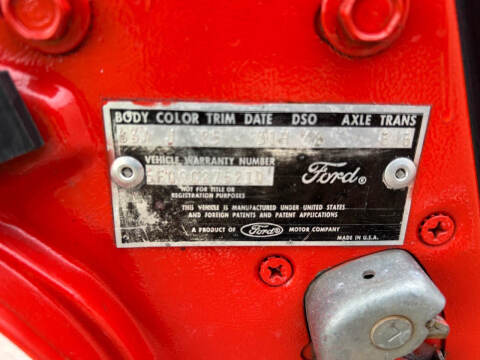 BODY COLOR TRIM DATE DSO AXLE TRANS
VEHICLE WARRANTY NUMBER
Ford®
NOT FOR TITLE OR
REGISTRATION PURPOSES
THIS VEHICLE IS MANUFACTURED UNDER UNITED STATES
AND FOREIGN PATENTS AND PATENT APPLICATIONS
A PRODUCT OF Ford® MOTOR COMPANY
MADE IN U.S.A.